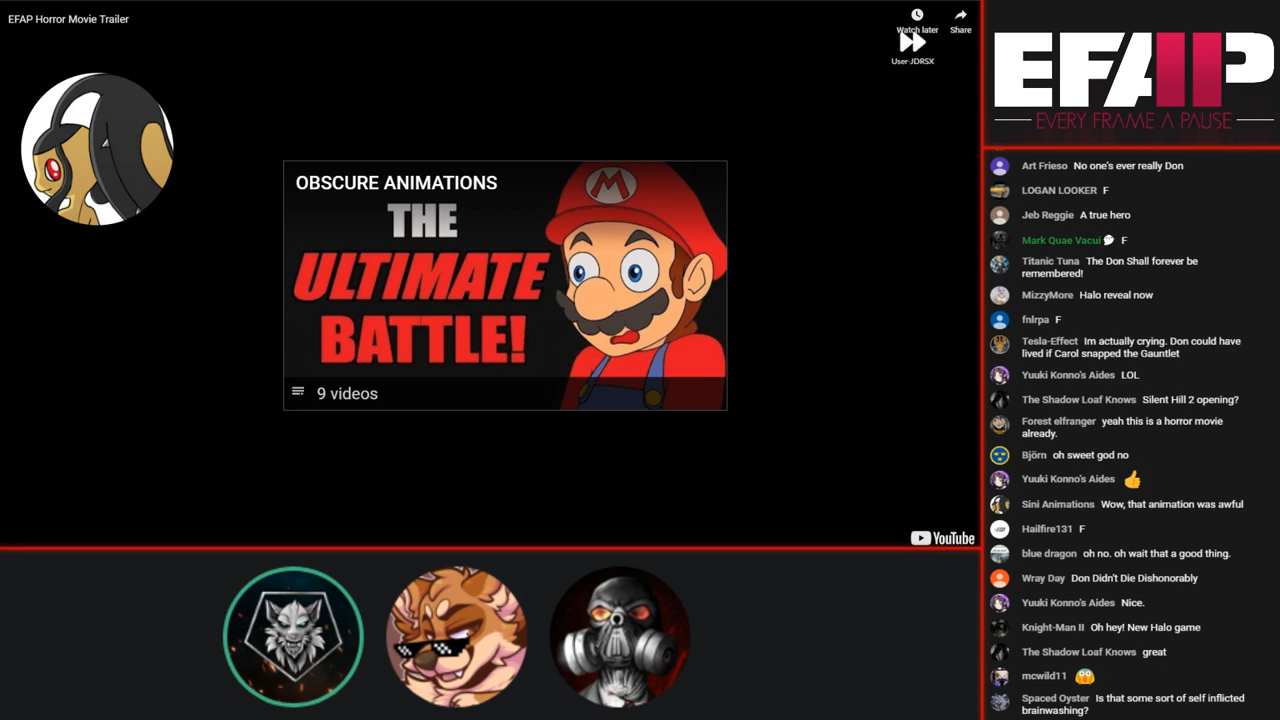 EFAP Horror Movie Trailer
Watch later
Share
User-JDRSX
OBSCURE ANIMATIONS
THE
ULTIMATE
BATTLE!
M
9 videos
YouTube
EFAP
EVERY FRAME A PAUSE
Art Frieso No one's ever really Don
LOGAN LOOKER F
Jeb Reggie A true hero
Mark Quae Vacui F
Titanic Tuna The Don Shall forever be
remembered!
MizzyMore Halo reveal now
fnlrpa F
Tesla-Effect Im actually crying. Don could have
lived if Carol snapped the Gauntlet
Yuuki Konno's Aides LOL
The Shadow Loaf Knows Silent Hill 2 opening?
Forest elfranger yeah this is a horror movie
already.
Björn oh sweet god no
Yuuki Konno's Aides 👍
Sini Animations Wow, that animation was awful
Hailfire131 F
blue dragon oh no. oh wait that a good thing.
Wray Day Don Didn't Die Dishonorably
Yuuki Konno's Aides Nice.
Knight-Man II Oh hey! New Halo game
The Shadow Loaf Knows great
mcwild11 😱
Spaced Oyster Is that some sort of self inflicted
brainwashing?